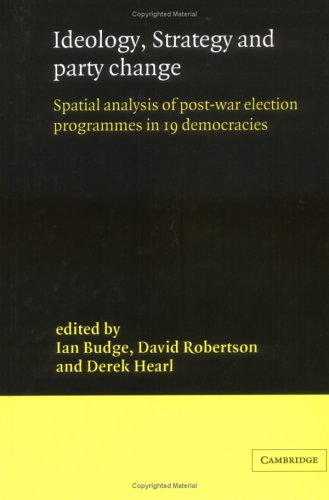 Ideology, Strategy and
party change
Spatial analysis of post-war election
programmes in 19 democracies
edited by
Ian Budge, David Robertson
and Derek Hearl
CAMBRIDGE